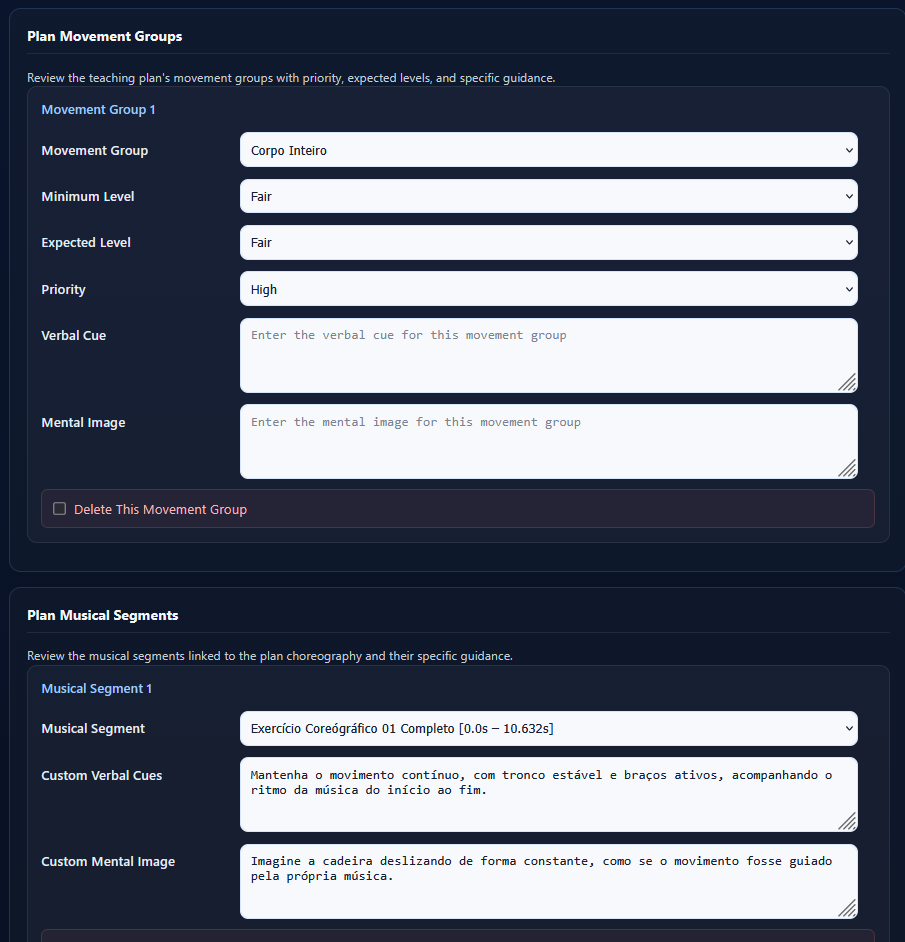 Plan Movement Groups
Review the teaching plan's movement groups with priority, expected levels, and specific guidance.
Movement Group 1
Movement Group
Corpo Inteiro
Minimum Level
Fair
Expected Level
Fair
Priority
High
Verbal Cue
Enter the verbal cue for this movement group
Mental Image
Enter the mental image for this movement group
Delete This Movement Group
Plan Musical Segments
Review the musical segments linked to the plan choreography and their specific guidance.
Musical Segment 1
Musical Segment
Exercício Coreógráfico 01 Completo [0.0s – 10.632s]
Custom Verbal Cues
Mantenha o movimento contínuo, com tronco estável e braços ativos, acompanhando o
ritmo da música do início ao fim.
Custom Mental Image
Imagine a cadeira deslizando de forma constante, como se o movimento fosse guiado
pela própria música.